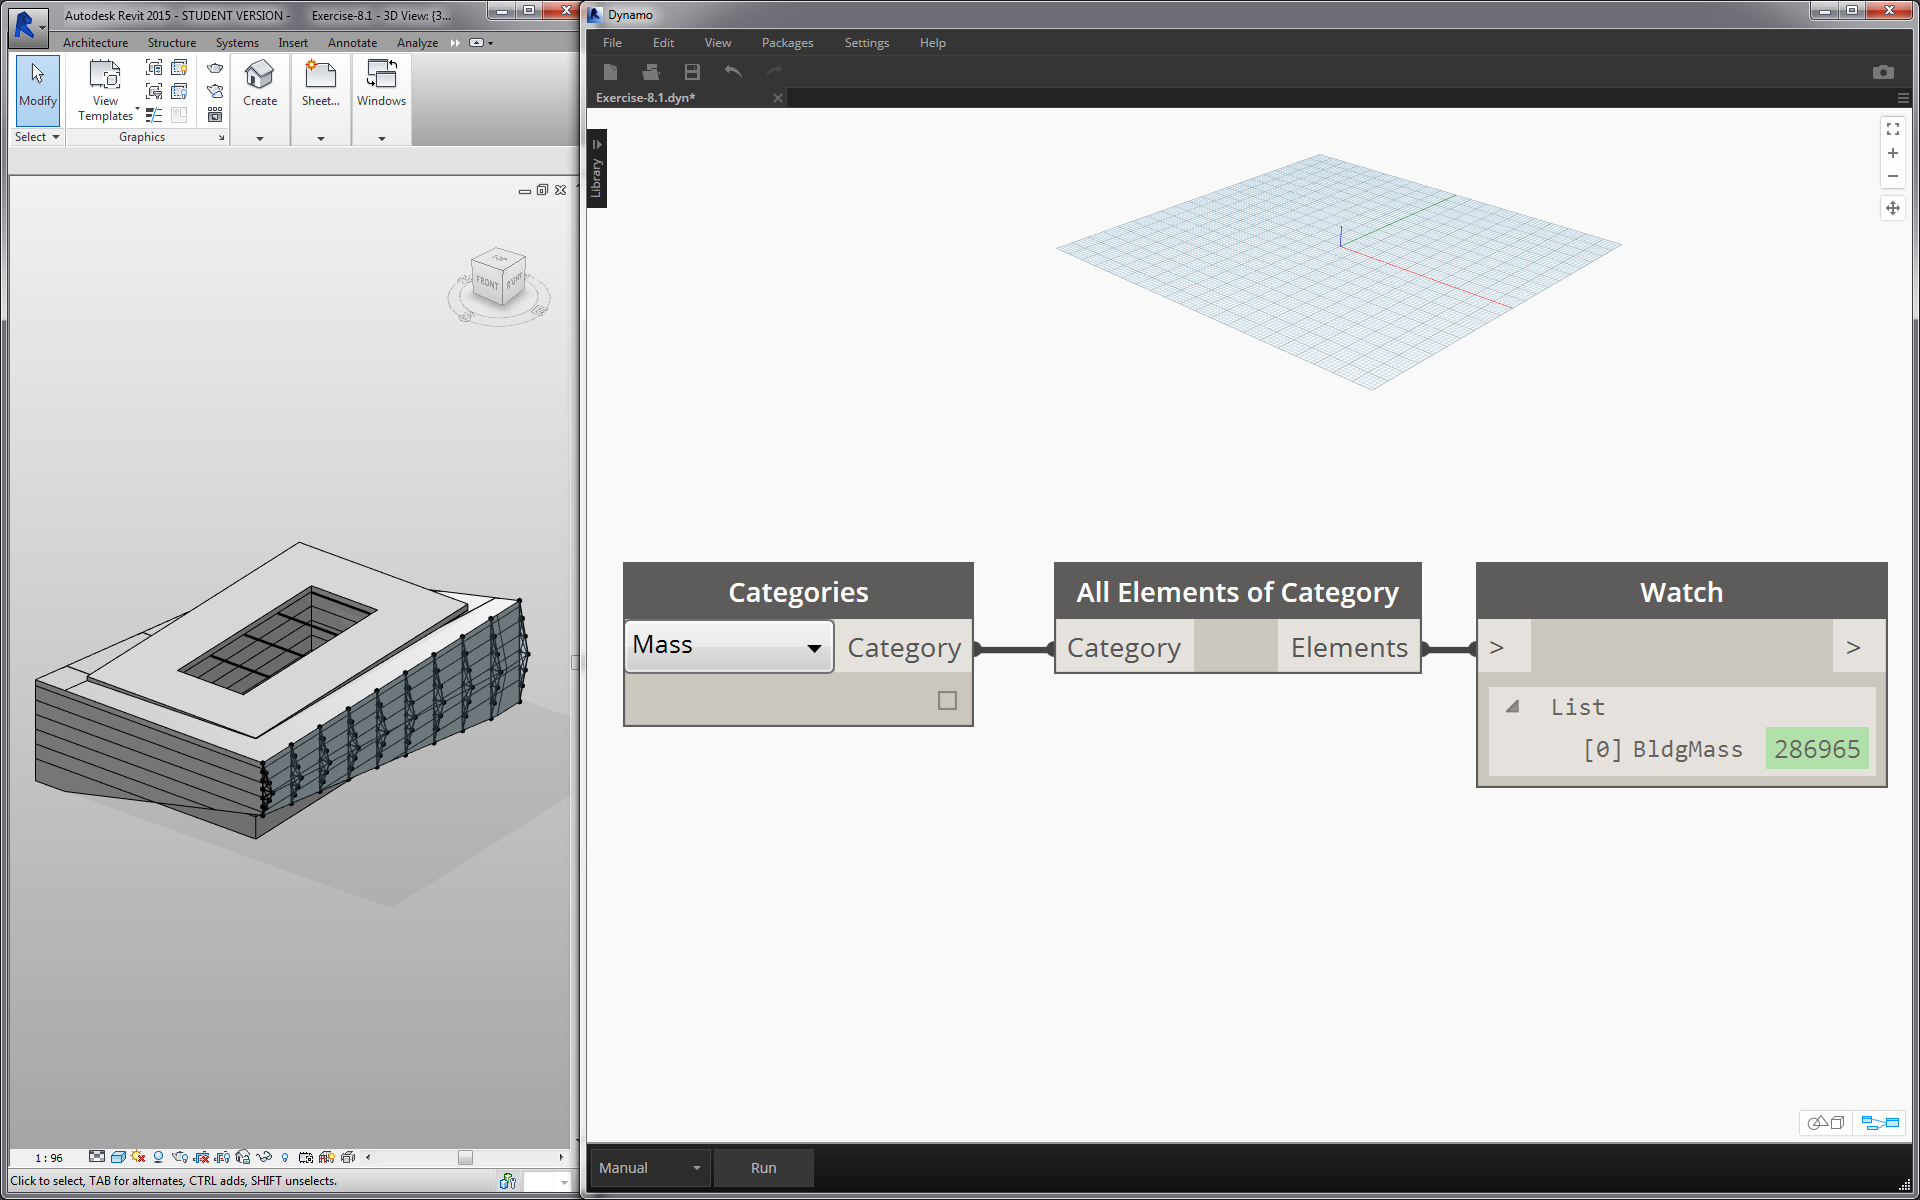 Autodesk Revit 2015 - STUDENT VERSION - Exercise-8.1 - 3D View: {3...
Architecture Structure Systems Insert Annotate Analyze
Modify
View
Templates
Create
Sheet...
Windows
Select
Graphics
TOP
FRONT
RIGHT
1 : 96
Click to select, TAB for alternates, CTRL adds, SHIFT unselects.
Dynamo
File Edit View Packages Settings Help
Exercise-8.1.dyn*
Library
Categories
Mass
Category
All Elements of Category
Category
Elements
Watch
> >
List
[0] BldgMass 286965
Manual
Run